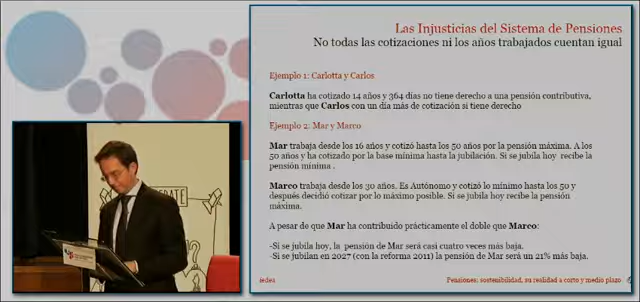 Las Injusticias del Sistema de Pensiones
No todas las cotizaciones ni los años trabajados cuentan igual
Ejemplo 1: Carlotta y Carlos
Carlotta ha cotizado 14 años y 364 días no tiene derecho a una pensión contributiva,
mientras que Carlos con un día más de cotización si tiene derecho
Ejemplo 2: Mar y Marco
Mar trabaja desde los 16 años y cotizó hasta los 50 años por la pensión máxima. A los
50 años y ha cotizado por la base mínima hasta la jubilación. Si se jubila hoy recibe la
pensión mínima .
Marco trabaja desde los 30 años. Es Autónomo y cotizó lo mínimo hasta los 50 y
después decidió cotizar por lo máximo posible. Si se jubila hoy recibe la pensión
máxima.
A pesar de que Mar ha contribuido prácticamente el doble que Marco:
-Si se jubila hoy, la pensión de Mar será casi cuatro veces más baja.
-Si se jubilan en 2027 (con la reforma 2011) la pensión de Mar será un 21% más baja.
fedea
Pensiones: sostenibilidad, su realidad a corto y medio plazo